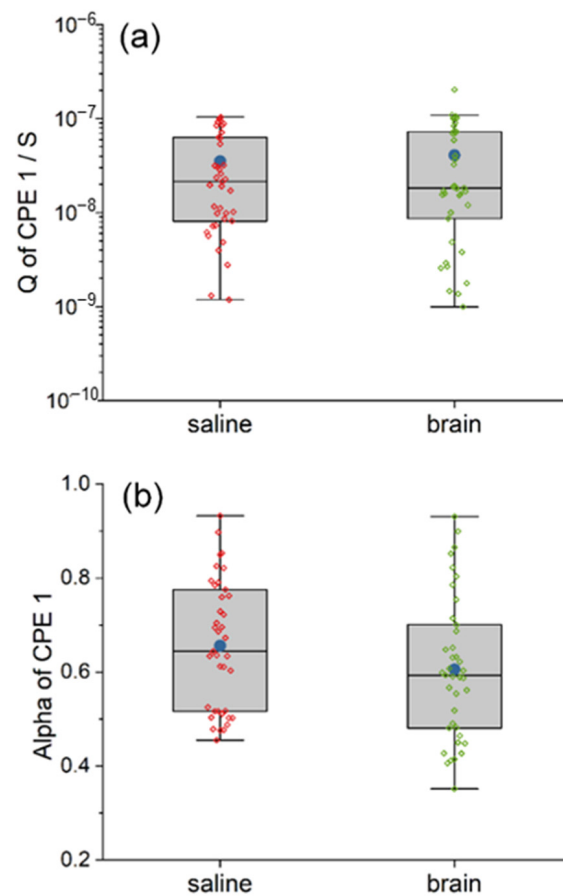 (a)
Q of CPE 1 / S
10⁻⁶
10⁻⁷
10⁻⁸
10⁻⁹
10⁻¹⁰
saline brain
(b)
Alpha of CPE 1
1.0
0.8
0.6
0.4
0.2
saline brain